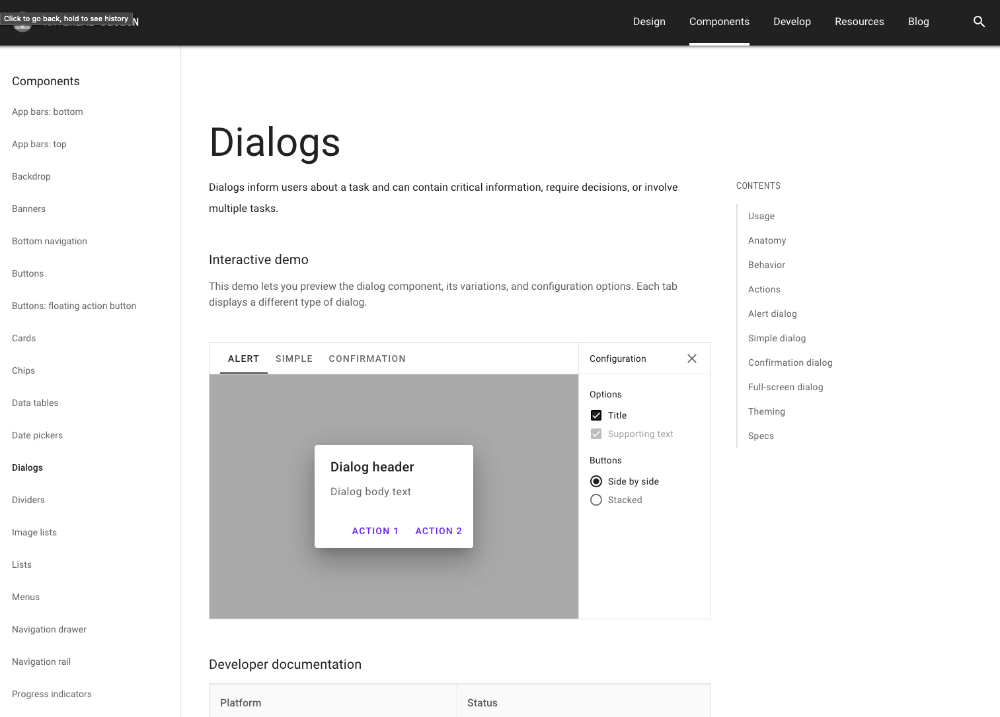 Click to go back, hold to see history
Design
Components
Develop
Resources
Blog
Components
App bars: bottom
App bars: top
Backdrop
Banners
Bottom navigation
Buttons
Buttons: floating action button
Cards
Chips
Data tables
Date pickers
Dialogs
Dividers
Image lists
Lists
Menus
Navigation drawer
Navigation rail
Progress indicators
Dialogs
Dialogs inform users about a task and can contain critical information, require decisions, or involve
multiple tasks.
Interactive demo
This demo lets you preview the dialog component, its variations, and configuration options. Each tab
displays a different type of dialog.
ALERT
SIMPLE
CONFIRMATION
Dialog header
Dialog body text
ACTION 1
ACTION 2
Configuration
Options
Title
Supporting text
Buttons
Side by side
Stacked
Developer documentation
Platform
Status
CONTENTS
Usage
Anatomy
Behavior
Actions
Alert dialog
Simple dialog
Confirmation dialog
Full-screen dialog
Theming
Specs